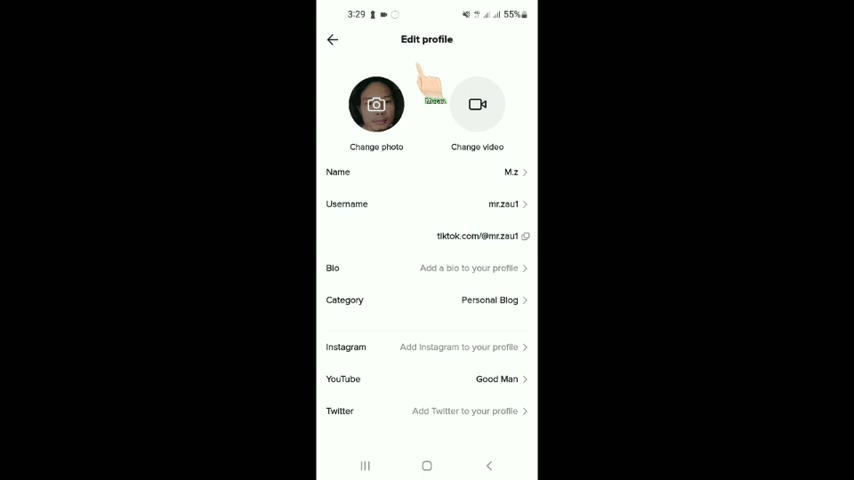 3:29 55%
Edit profile
Change photo Change video
Name M.z
Username mr.zau1
tiktok.com/@mr.zau1
Bio Add a bio to your profile
Category Personal Blog
Instagram Add Instagram to your profile
YouTube Good Man
Twitter Add Twitter to your profile